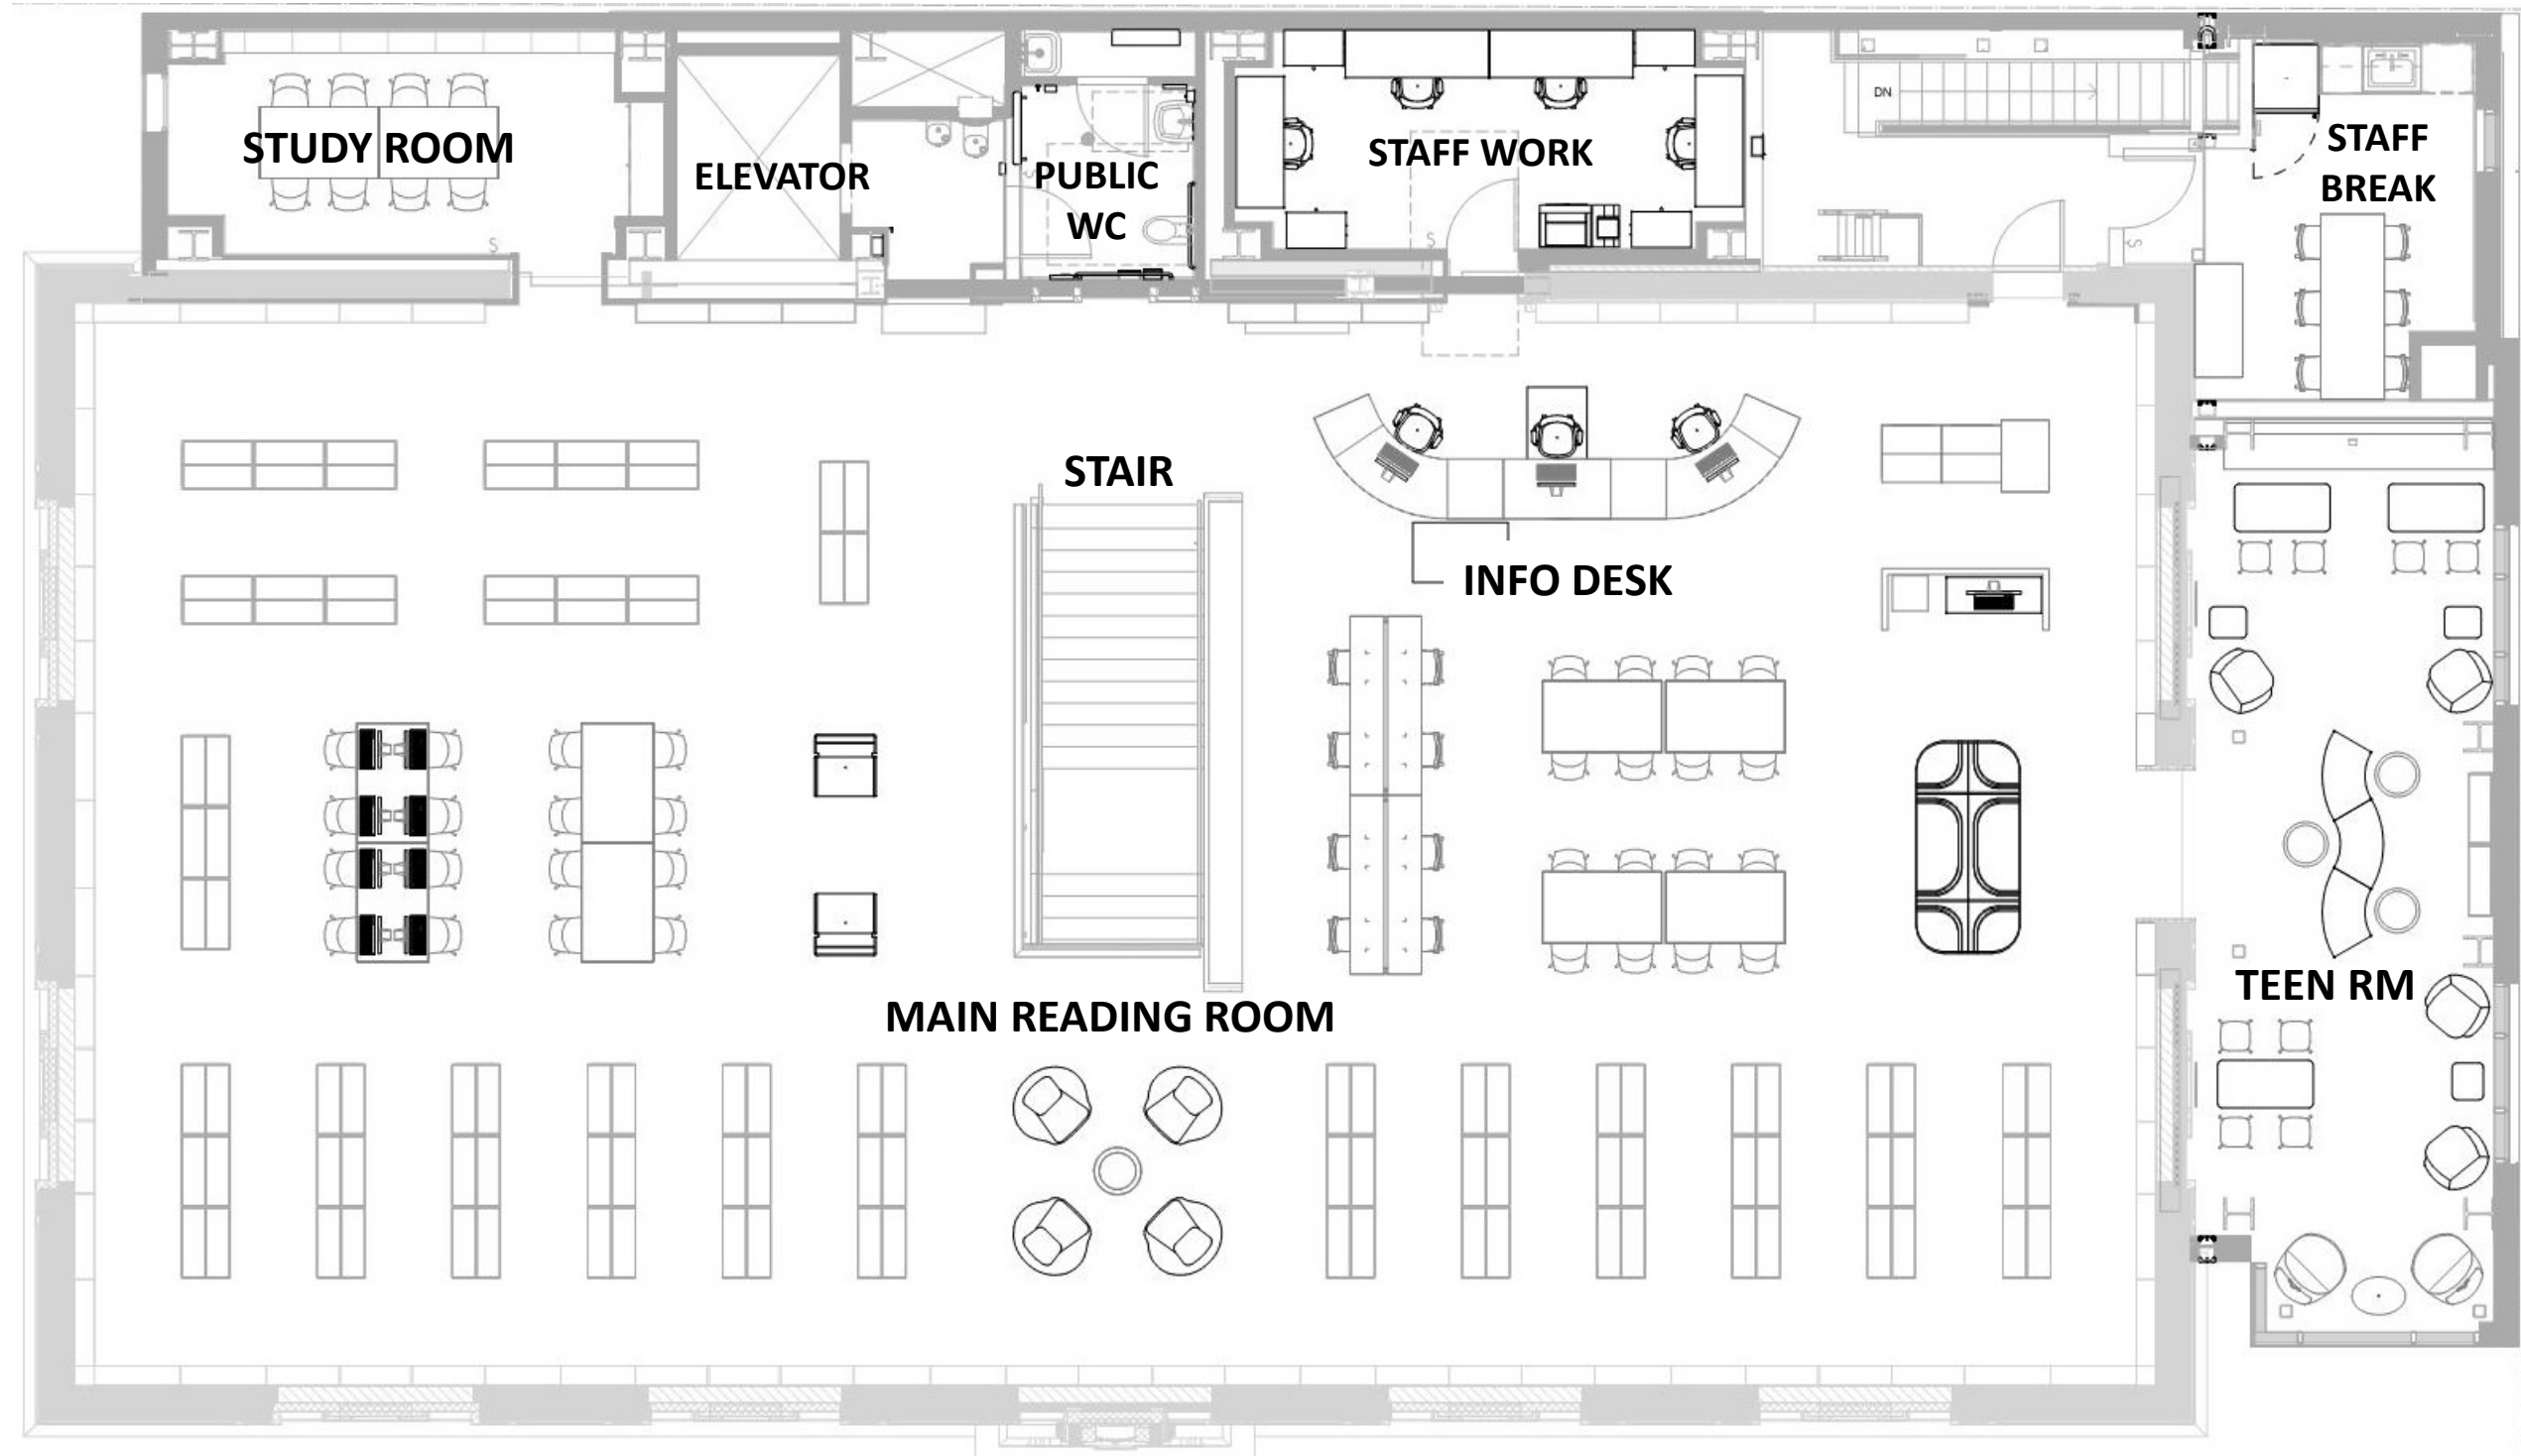 STUDY ROOM
ELEVATOR
PUBLIC
WC
STAFF WORK
DN
STAFF
BREAK
S
S
S
S
STAIR
INFO DESK
MAIN READING ROOM
TEEN RM